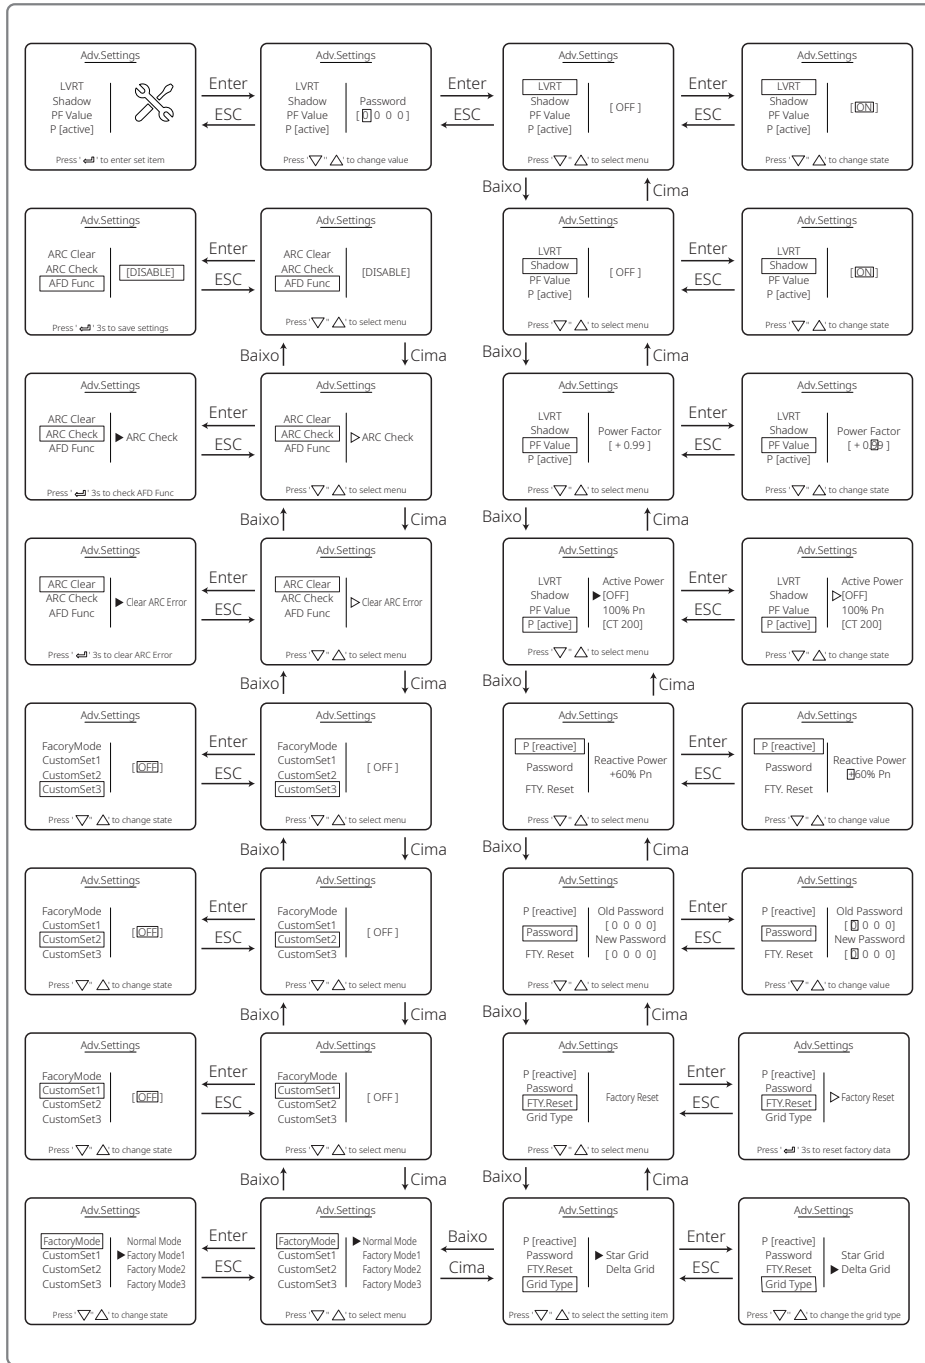 Adv.Settings
LVRT
Shadow
PF Value
P [active]
Press ' ' to enter set item
Enter
ESC
Adv.Settings
LVRT
Shadow
PF Value
P [active]
Password
[ 0 0 0 0 ]
Press ' '' ' to change value
Enter
ESC
Adv.Settings
LVRT
Shadow
PF Value
P [active]
[ OFF ]
Press ' '' ' to select menu
Enter
ESC
Adv.Settings
LVRT
Shadow
PF Value
P [active]
[ ON ]
Press ' '' ' to change state
Baixo
Cima
Adv.Settings
ARC Clear
ARC Check
AFD Func
[DISABLE]
Press ' ' 3s to save settings
Enter
ESC
Adv.Settings
ARC Clear
ARC Check
AFD Func
[DISABLE]
Press ' '' ' to select menu
Adv.Settings
LVRT
Shadow
PF Value
P [active]
[ OFF ]
Press ' '' ' to select menu
Enter
ESC
Adv.Settings
LVRT
Shadow
PF Value
P [active]
[ ON ]
Press ' '' ' to change state
Baixo
Cima
Baixo
Cima
Adv.Settings
ARC Clear
ARC Check
AFD Func
ARC Check
Press ' ' 3s to check AFD Func
Enter
ESC
Adv.Settings
ARC Clear
ARC Check
AFD Func
ARC Check
Press ' '' ' to select menu
Adv.Settings
LVRT
Shadow
PF Value
P [active]
Power Factor
[ + 0.99 ]
Press ' '' ' to select menu
Enter
ESC
Adv.Settings
LVRT
Shadow
PF Value
P [active]
Power Factor
[ + 0.99 ]
Press ' '' ' to change state
Baixo
Cima
Baixo
Cima
Adv.Settings
ARC Clear
ARC Check
AFD Func
Clear ARC Error
Press ' ' 3s to clear ARC Error
Enter
ESC
Adv.Settings
ARC Clear
ARC Check
AFD Func
Clear ARC Error
Press ' '' ' to select menu
Adv.Settings
LVRT
Shadow
PF Value
P [active]
Active Power
[OFF]
100% Pn
[CT 200]
Press ' '' ' to select menu
Enter
ESC
Adv.Settings
LVRT
Shadow
PF Value
P [active]
Active Power
[OFF]
100% Pn
[CT 200]
Press ' '' ' to change state
Baixo
Cima
Baixo
Cima
Adv.Settings
FacoryMode
CustomSet1
CustomSet2
CustomSet3
[ OFF ]
Press ' '' ' to change state
Enter
ESC
Adv.Settings
FacoryMode
CustomSet1
CustomSet2
CustomSet3
[ OFF ]
Press ' '' ' to select menu
Adv.Settings
P [reactive]
Password
FTY. Reset
Reactive Power
+60% Pn
Press ' '' ' to select menu
Enter
ESC
Adv.Settings
P [reactive]
Password
FTY. Reset
Reactive Power
+60% Pn
Press ' '' ' to change value
Baixo
Cima
Baixo
Cima
Adv.Settings
FacoryMode
CustomSet1
CustomSet2
CustomSet3
[ OFF ]
Press ' '' ' to change state
Enter
ESC
Adv.Settings
FacoryMode
CustomSet1
CustomSet2
CustomSet3
[ OFF ]
Press ' '' ' to select menu
Adv.Settings
P [reactive]
Password
FTY. Reset
Old Password
[ 0 0 0 0]
New Password
[ 0 0 0 0]
Press ' '' ' to select menu
Enter
ESC
Adv.Settings
P [reactive]
Password
FTY. Reset
Old Password
[ 0 0 0 0]
New Password
[ 0 0 0 0]
Press ' '' ' to change value
Baixo
Cima
Baixo
Cima
Adv.Settings
FacoryMode
CustomSet1
CustomSet2
CustomSet3
[ OFF ]
Press ' '' ' to change state
Enter
ESC
Adv.Settings
FacoryMode
CustomSet1
CustomSet2
CustomSet3
[ OFF ]
Press ' '' ' to select menu
Adv.Settings
P [reactive]
Password
FTY.Reset
Grid Type
Factory Reset
Press ' '' ' to select menu
Enter
ESC
Adv.Settings
P [reactive]
Password
FTY.Reset
Grid Type
Factory Reset
Press ' ' 3s to reset factory data
Baixo
Cima
Baixo
Cima
Adv.Settings
FactoryMode
CustomSet1
CustomSet2
CustomSet3
Normal Mode
Factory Mode1
Factory Mode2
Factory Mode3
Press ' '' ' to change state
Enter
ESC
Adv.Settings
FactoryMode
CustomSet1
CustomSet2
CustomSet3
Normal Mode
Factory Mode1
Factory Mode2
Factory Mode3
Press ' '' ' to select menu
Baixo
Cima
Adv.Settings
P [reactive]
Password
FTY.Reset
Grid Type
Star Grid
Delta Grid
Press ' '' ' to select the setting item
Enter
ESC
Adv.Settings
P [reactive]
Password
FTY.Reset
Grid Type
Star Grid
Delta Grid
Press ' '' ' to change the grid type